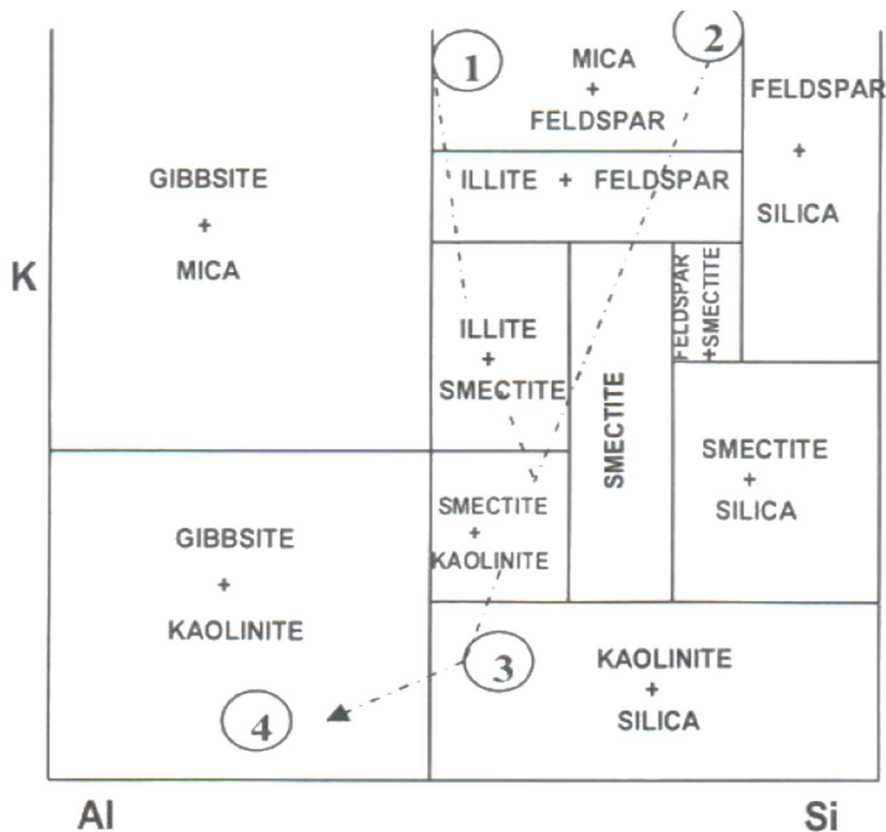 1
2
MICA
+
FELDSPAR
FELDSPAR
+
SILICA
GIBBSITE
+
MICA
ILLITE + FELDSPAR
K
ILLITE
+
SMECTITE
SMECTITE
FELDSPAR
+SMECTITE
SMECTITE
+
SILICA
SMECTITE
+
KAOLINITE
GIBBSITE
+
KAOLINITE
3
KAOLINITE
+
SILICA
4
Al
Si